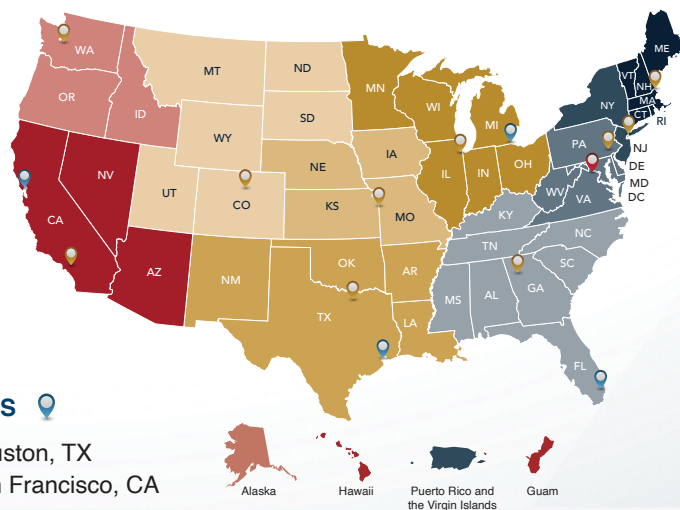 WA
ME
MT
ND
VT
NH
OR
MN
MA
ID
WI
NY
CT
RI
SD
MI
WY
PA
NJ
IA
NE
OH
DE
NV
IL
IN
MD
UT
WV
CO
KS
VA
DC
MO
KY
CA
NC
TN
OK
SC
AZ
NM
AR
MS
AL
GA
TX
LA
FL
S
uston, TX
Francisco, CA
Alaska
Hawaii
Puerto Rico and
the Virgin Islands
Guam